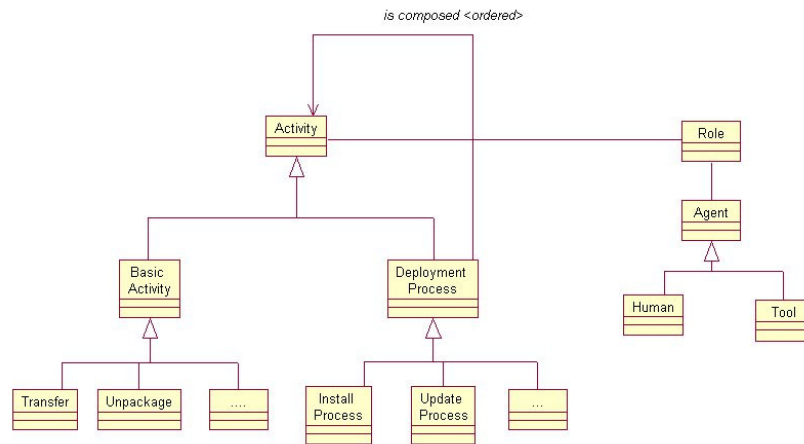 is composed <ordered>
Activity
Role
Agent
Basic
Activity
Deployment
Process
Human
Tool
Transfer
Unpackage
....
Install
Process
Update
Process
...